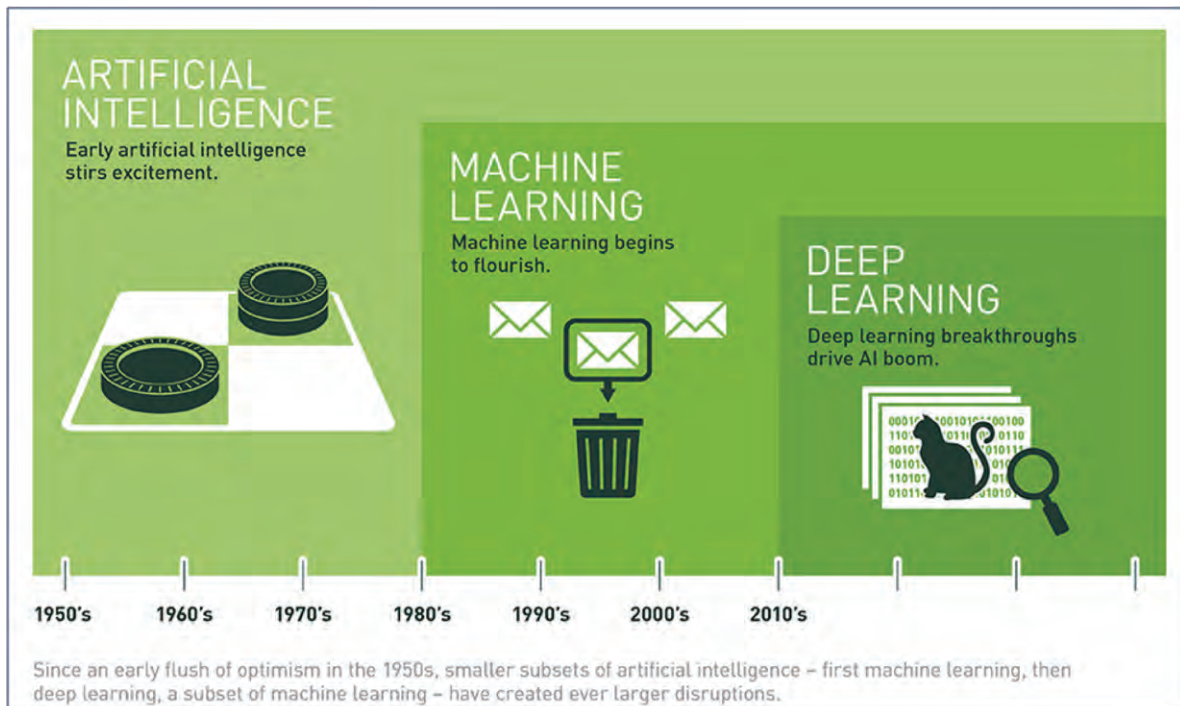 ARTIFICIAL
INTELLIGENCE
Early artificial intelligence
stirs excitement.
MACHINE
LEARNING
Machine learning begins
to flourish.
DEEP
LEARNING
Deep learning breakthroughs
drive AI boom.
1950's 1960's 1970's 1980's 1990's 2000's 2010's
Since an early flush of optimism in the 1950s, smaller subsets of artificial intelligence – first machine learning, then
deep learning, a subset of machine learning – have created ever larger disruptions.